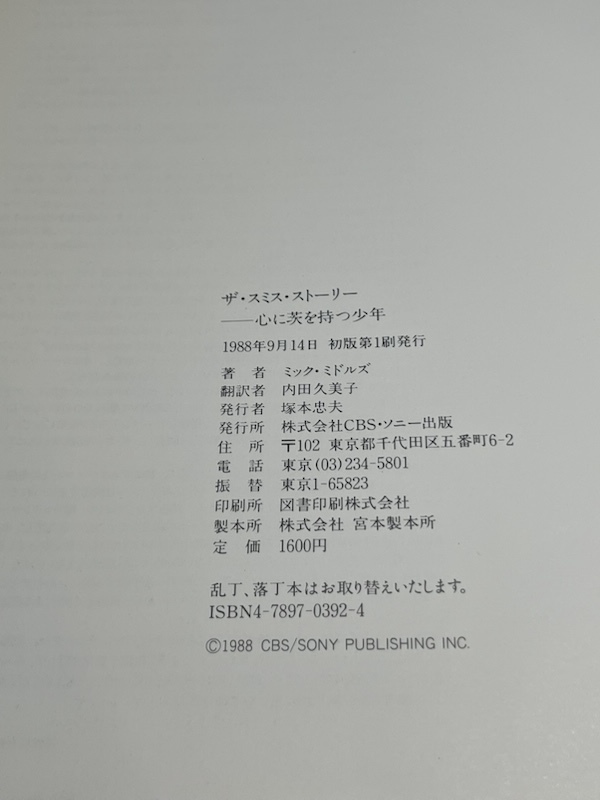 ザ・スミス・ストーリー
——心に茨を持つ少年
1988年9月14日 初版第1刷発行
著 者 ミック・ミドルズ
翻訳者 内田久美子
発行者 塚本忠夫
発行所 株式会社CBS・ソニー出版
住 所 〒102 東京都千代田区五番町6-2
電 話 東京(03)234-5801
振 替 東京1-65823
印刷所 図書印刷株式会社
製本所 株式会社 宮本製本所
定 価 1600円
乱丁、落丁本はお取り替えいたします。
ISBN4-7897-0392-4
©1988 CBS/SONY PUBLISHING INC.